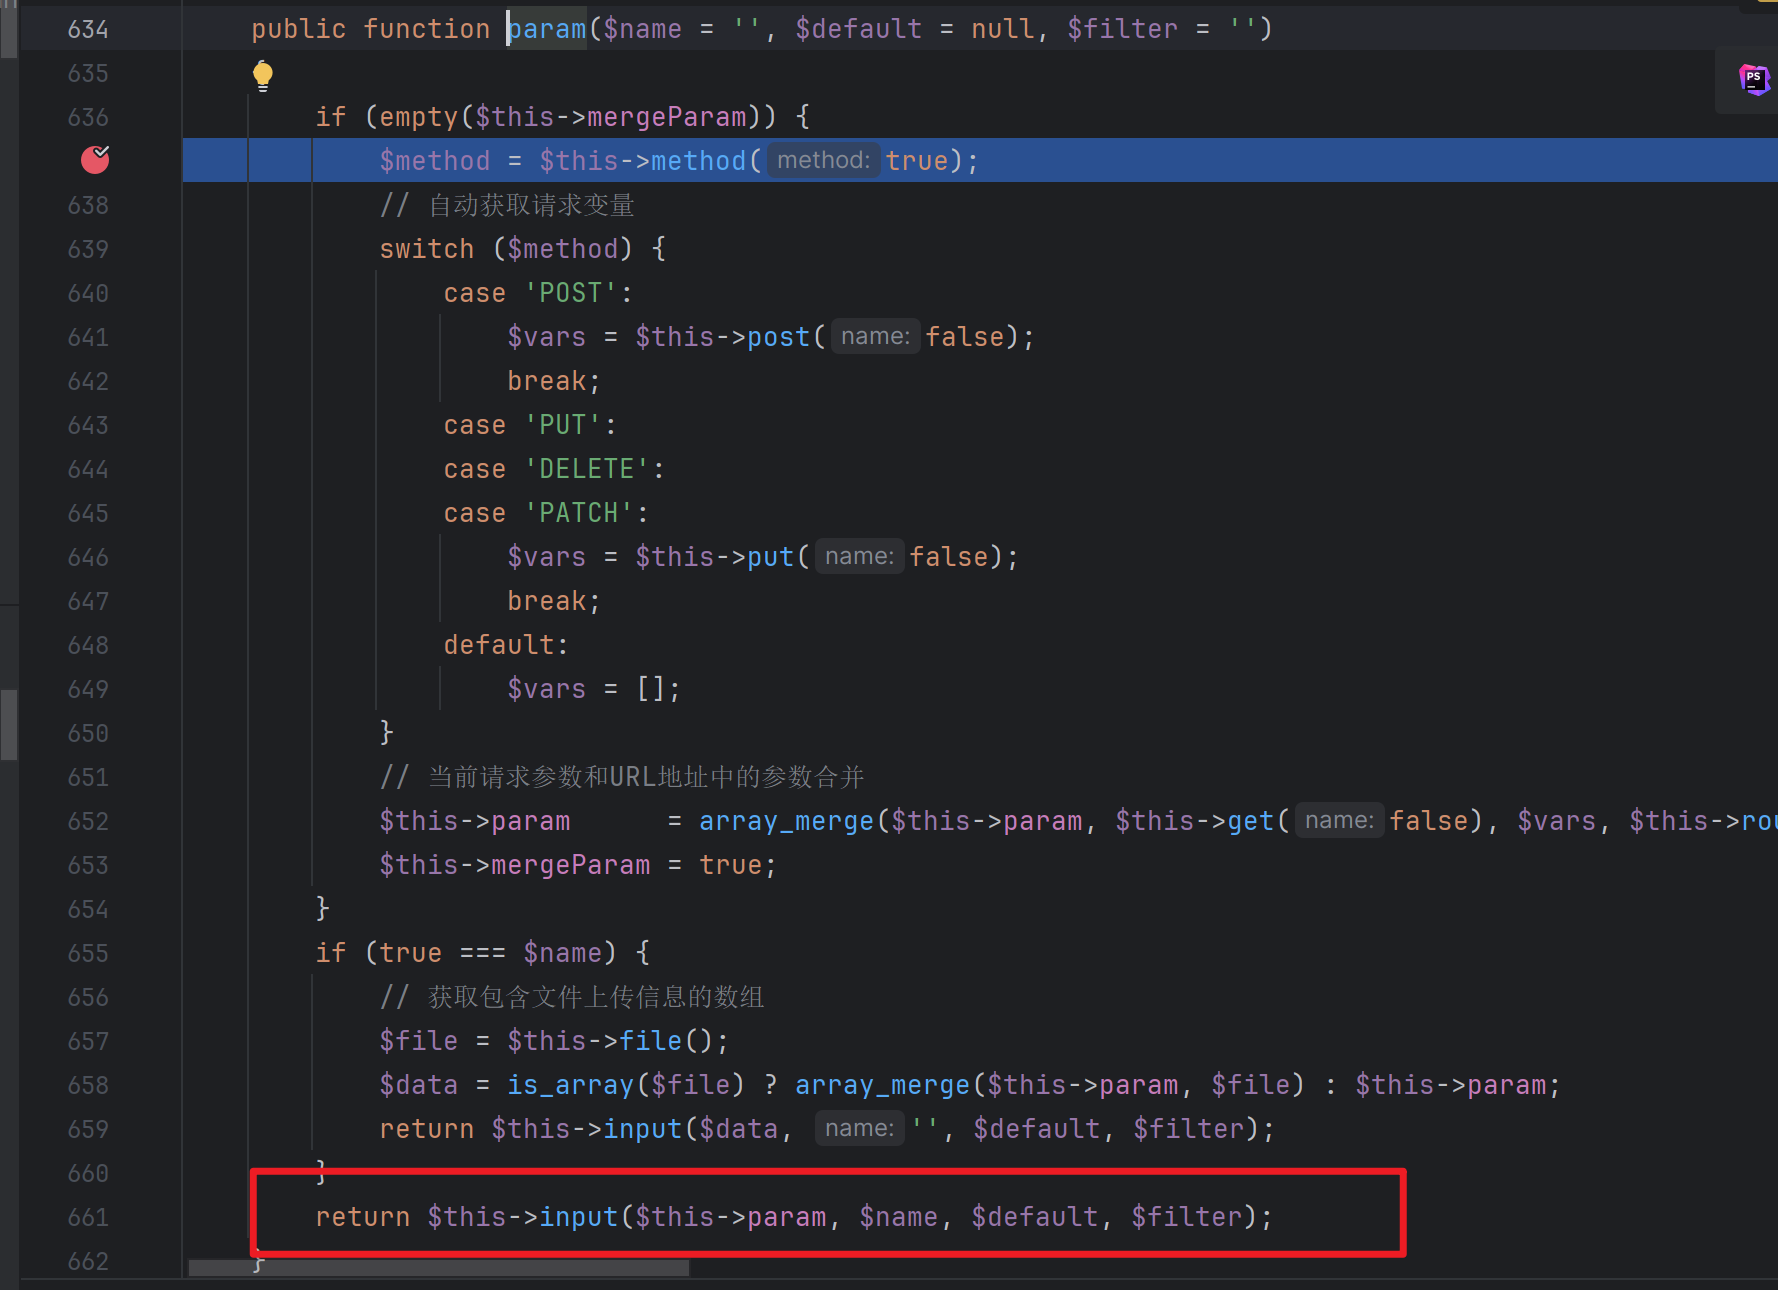 634 public function param($name = '', $default = null, $filter = '')
635
PS
636 if (empty($this->mergeParam)) {
$method = $this->method( method: true);
638 // 自动获取请求变量
639 switch ($method) {
640 case 'POST':
641 $vars = $this->post( name: false);
642 break;
643 case 'PUT':
644 case 'DELETE':
645 case 'PATCH':
646 $vars = $this->put( name: false);
647 break;
648 default:
649 $vars = [];
650 }
651 // 当前请求参数和URL地址中的参数合并
652 $this->param = array_merge($this->param, $this->get( name: false), $vars, $this->rou
653 $this->mergeParam = true;
654 }
655 if (true === $name) {
656 // 获取包含文件上传信息的数组
657 $file = $this->file();
658 $data = is_array($file) ? array_merge($this->param, $file) : $this->param;
659 return $this->input($data, name: '', $default, $filter);
660 }
661 return $this->input($this->param, $name, $default, $filter);
662 }